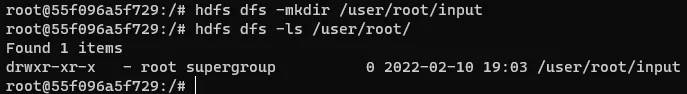 root@55f096a5f729:/# hdfs dfs -mkdir /user/root/input
root@55f096a5f729:/# hdfs dfs -ls /user/root/
Found 1 items
drwxr-xr-x   - root supergroup          0 2022-02-10 19:03 /user/root/input
root@55f096a5f729:/#